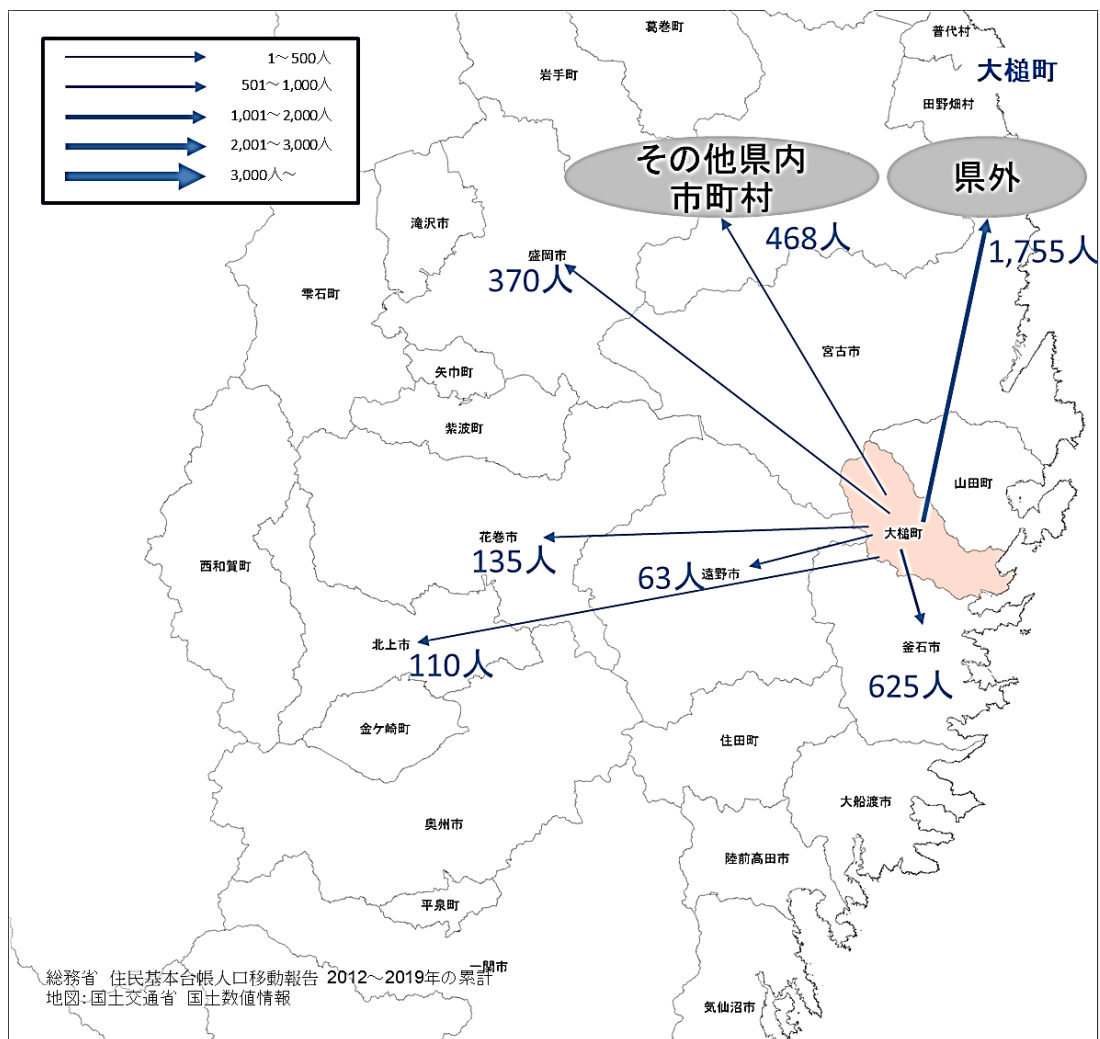 1～500人
501～1,000人
1,001～2,000人
2,001～3,000人
3,000人～
葛巻町
普代村
大槌町
岩手町
田野畑村
その他県内
市町村
県外
滝沢市
468人
1,755人
盛岡市
370人
雫石町
宮古市
矢巾町
紫波町
山田町
花巻市
135人
大槌町
西和賀町
63人
遠野市
北上市
110人
釜石市
625人
金ケ崎町
住田町
大船渡市
奥州市
陸前高田市
平泉町
一関市
総務省 住民基本台帳人口移動報告 2012～2019年の累計
地図：国土交通省 国土数値情報
気仙沼市